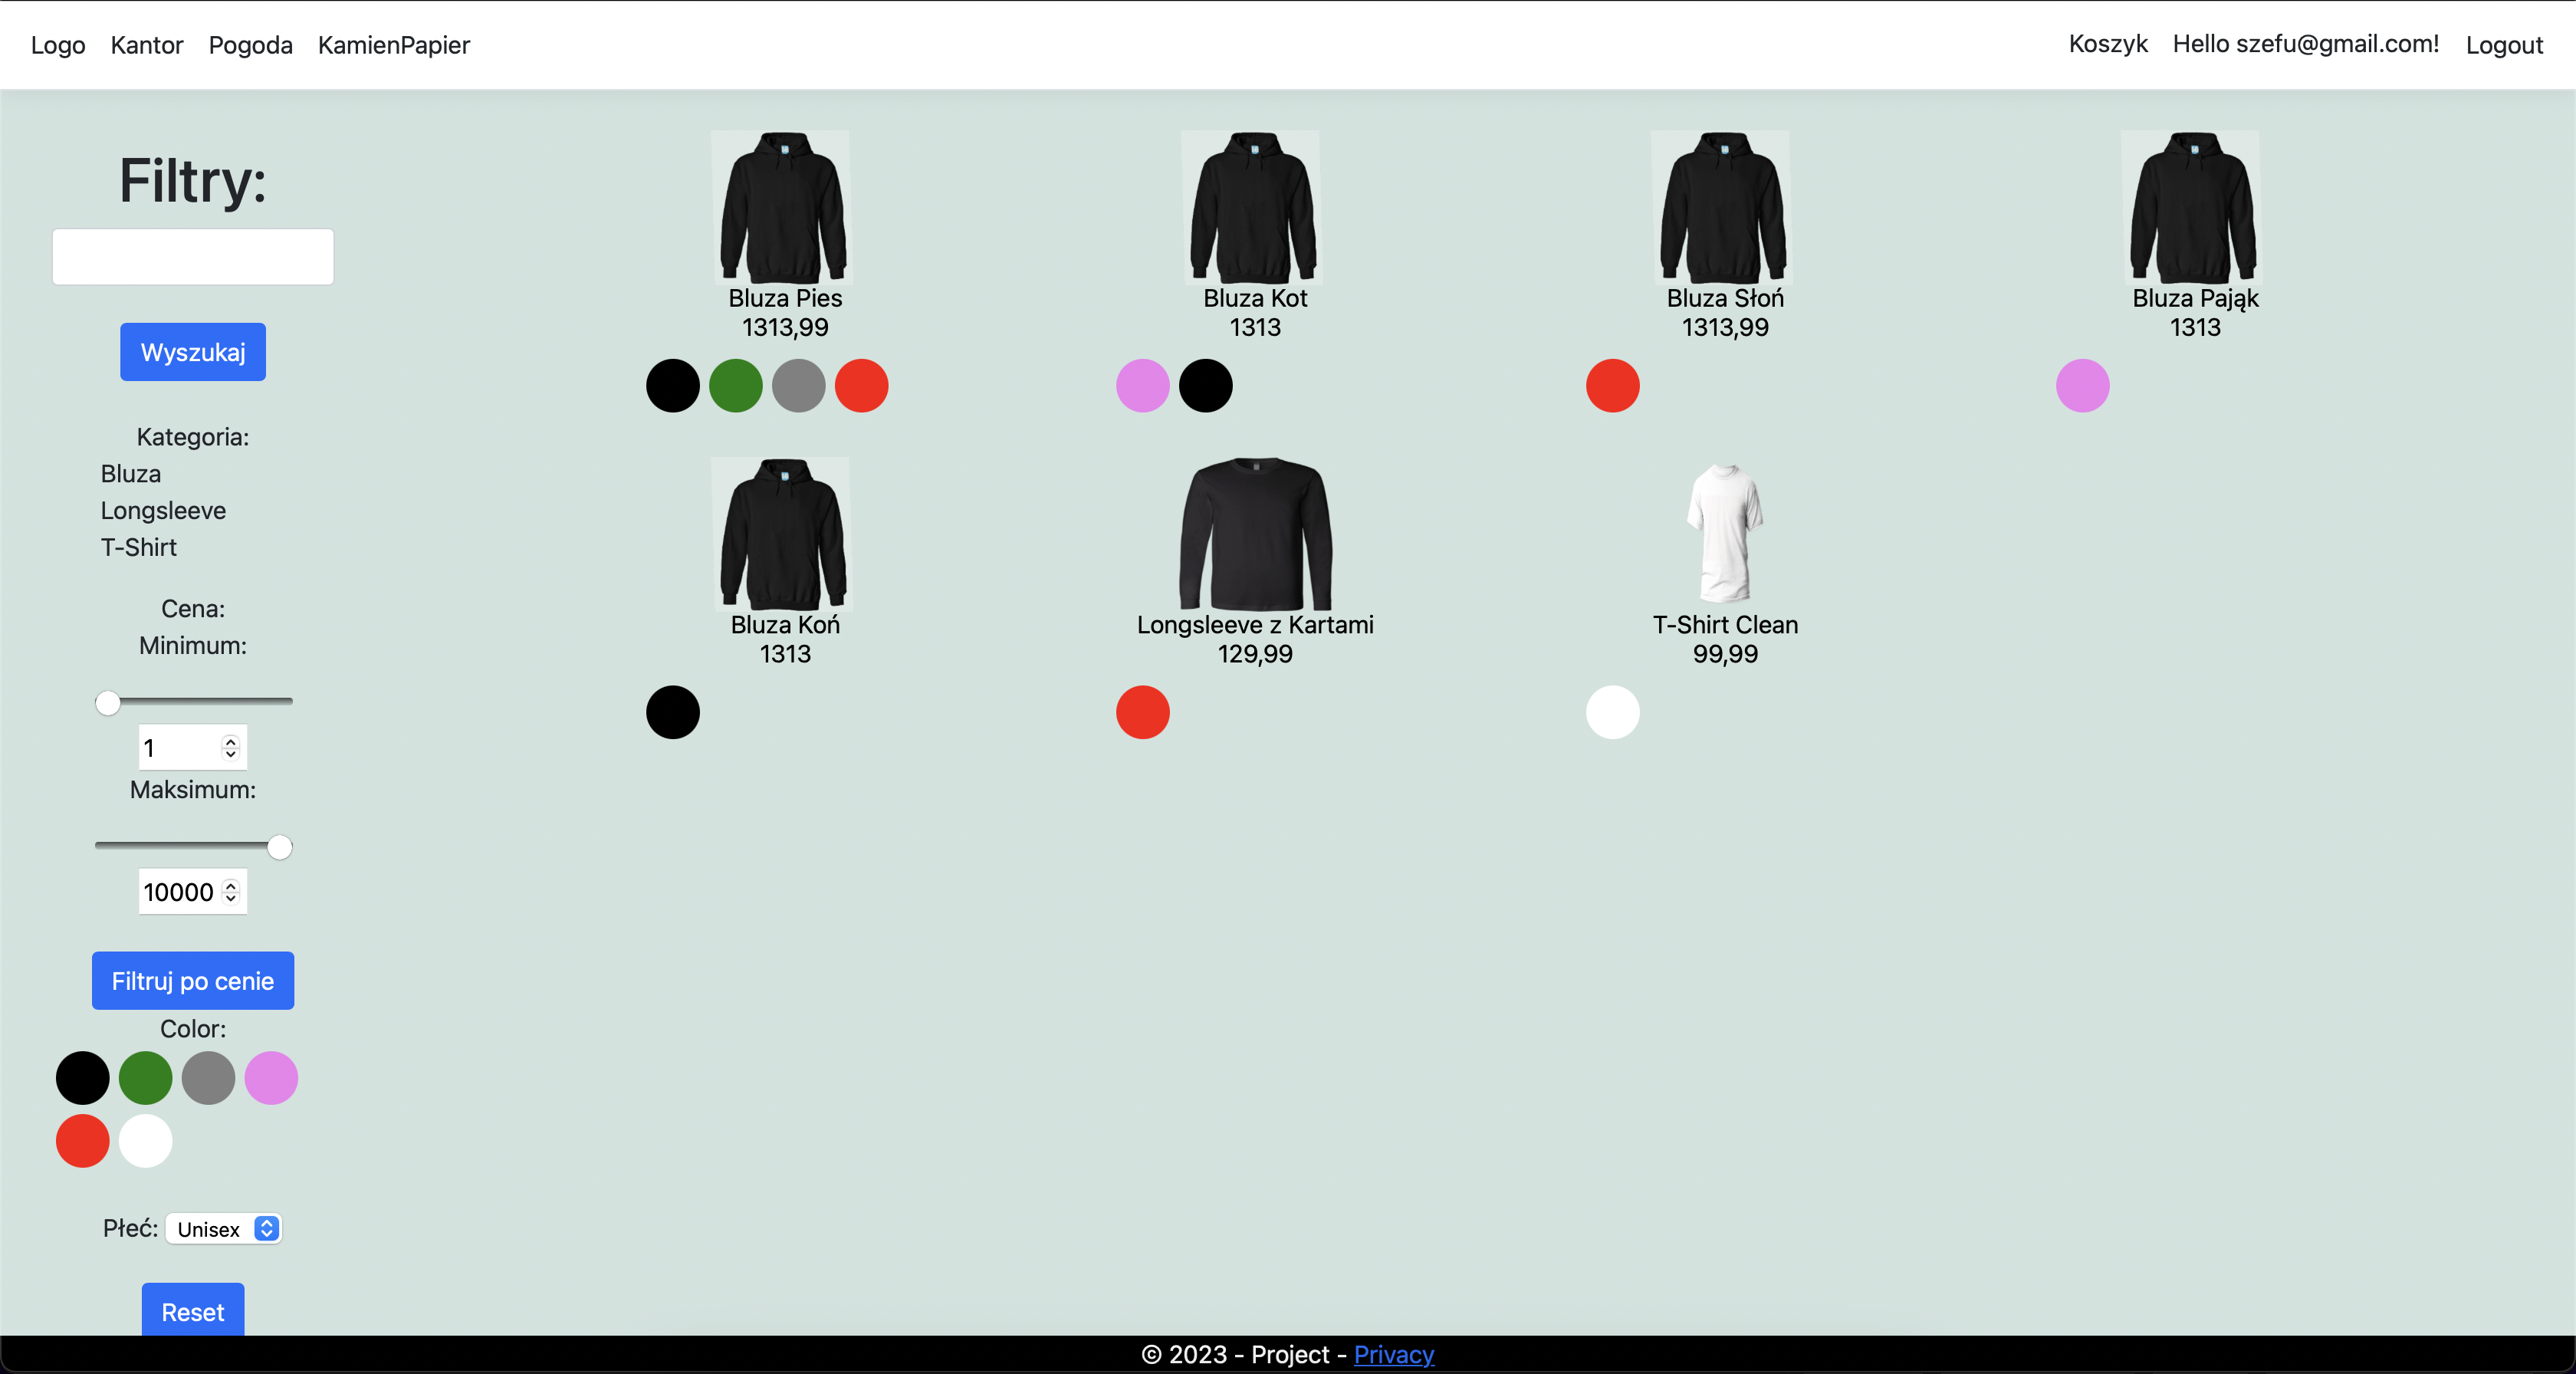 Logo Kantor Pogoda KamienPapier Koszyk Hello szefu@gmail.com! Logout
Filtry:
Wyszukaj
Kategoria:
Bluza
Longsleeve
T-Shirt
Cena:
Minimum:
1
Maksimum:
10000
Filtruj po cenie
Color:
Płeć: Unisex
Reset
Bluza Pies
1313,99
Bluza Kot
1313
Bluza Słoń
1313,99
Bluza Pająk
1313
Bluza Koń
1313
Longsleeve z Kartami
129,99
T-Shirt Clean
99,99
© 2023 - Project - Privacy